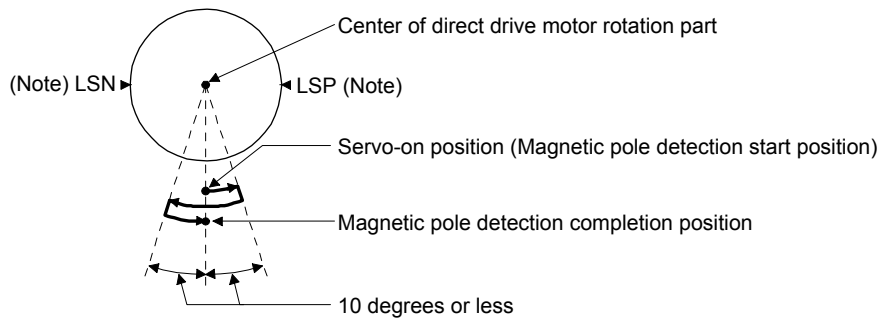 Center of direct drive motor rotation part
(Note) LSN
LSP (Note)
Servo-on position (Magnetic pole detection start position)
Magnetic pole detection completion position
10 degrees or less